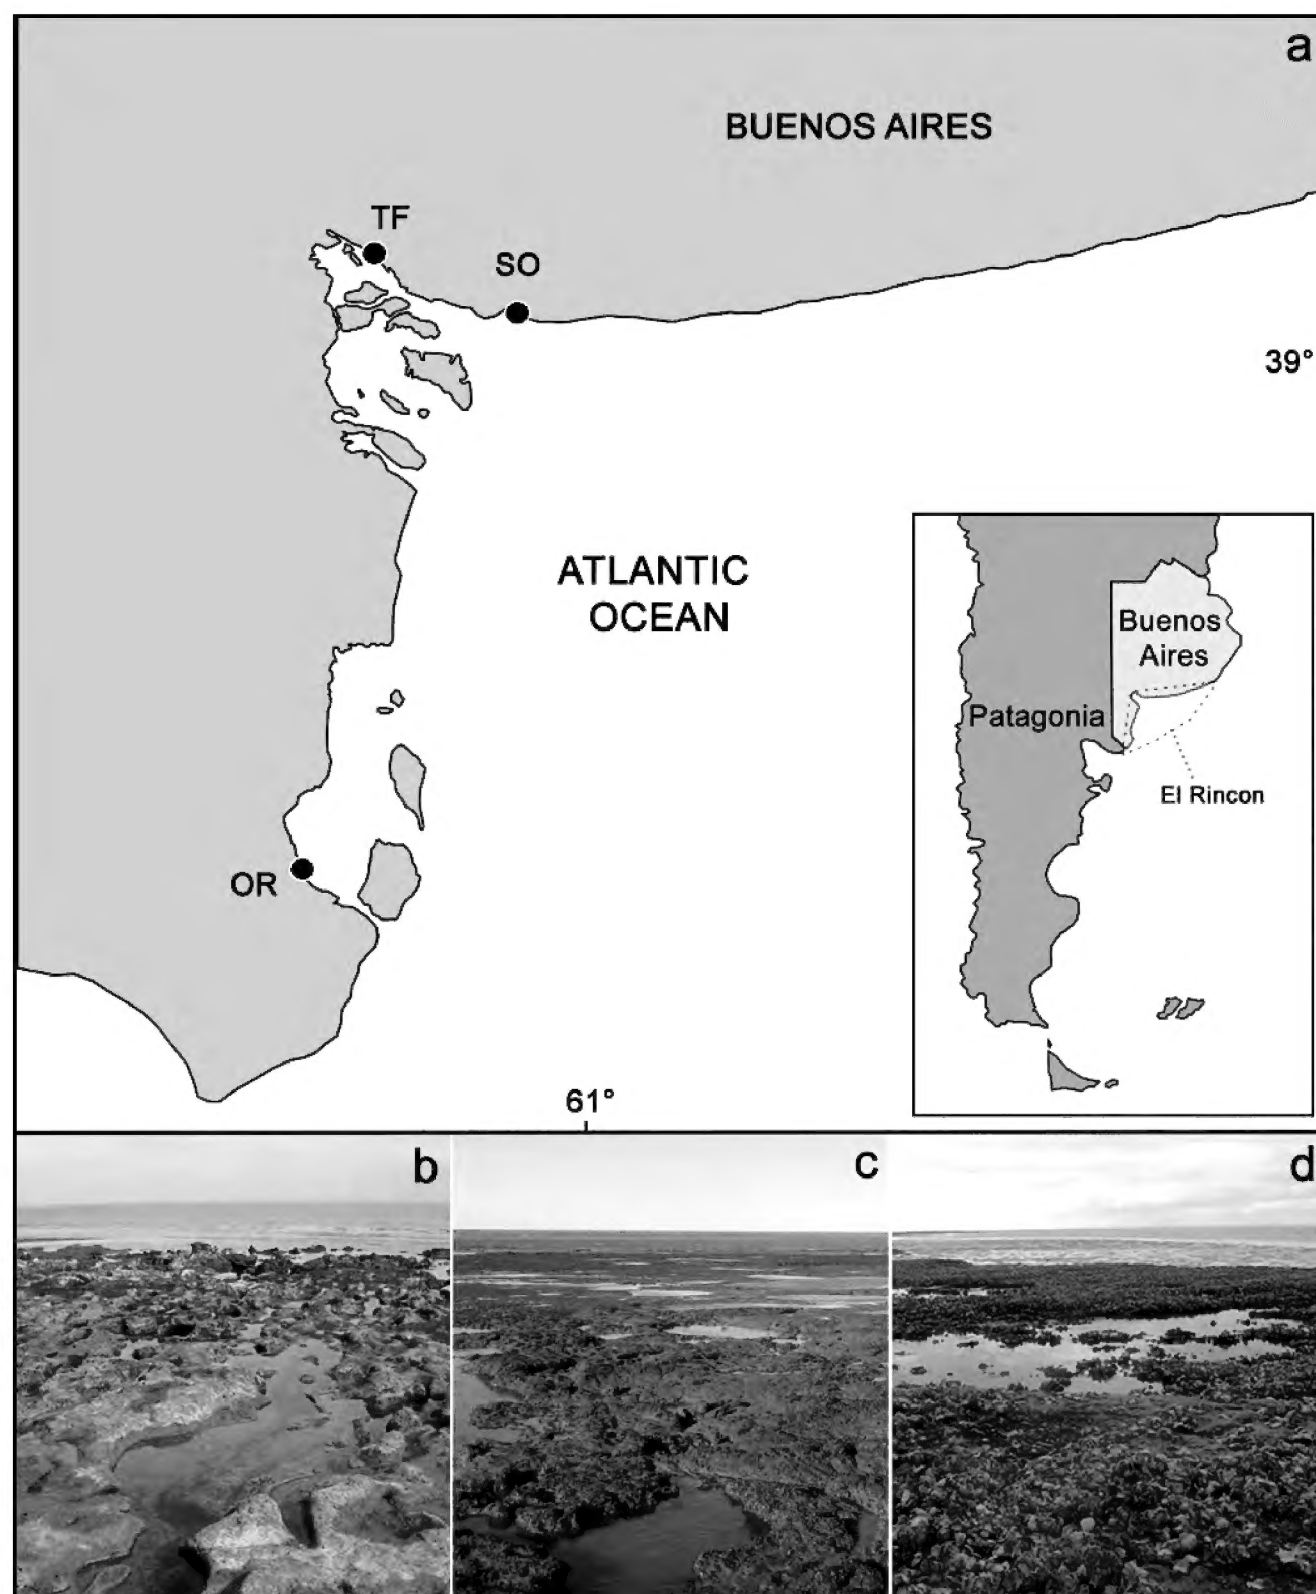 a
BUENOS AIRES
TF
SO
39°
ATLANTIC
OCEAN
Buenos
Aires
Patagonia
El Rincon
OR
61°
b
c
d